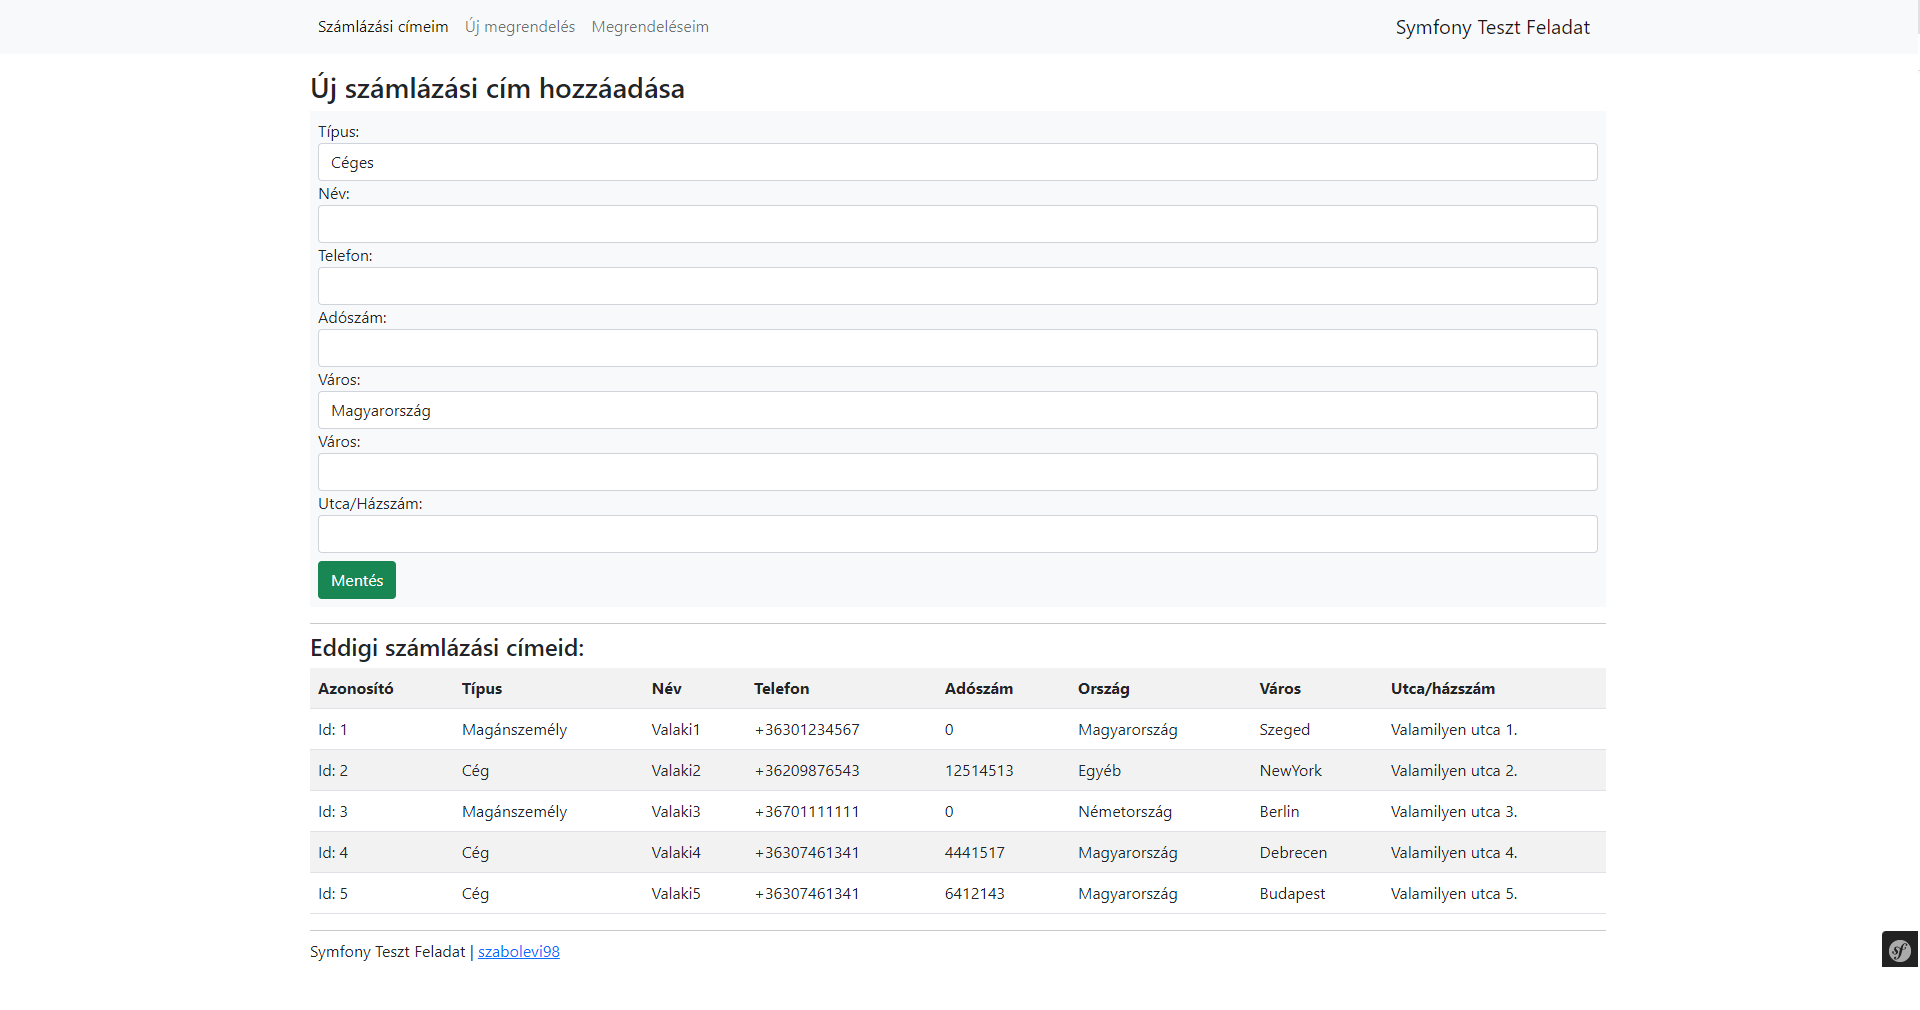 Számlázási címeim Új megrendelés Megrendeléseim Symfony Teszt Feladat
Új számlázási cím hozzáadása
Típus:
Céges
Név:
Telefon:
Adószám:
Város:
Magyarország
Város:
Utca/Házszám:
Mentés
Eddigi számlázási címeid:
Azonosító Típus Név Telefon Adószám Ország Város Utca/házszám
Id: 1 Magánszemély Valaki1 +36301234567 0 Magyarország Szeged Valamilyen utca 1.
Id: 2 Cég Valaki2 +36209876543 12514513 Egyéb NewYork Valamilyen utca 2.
Id: 3 Magánszemély Valaki3 +36701111111 0 Németország Berlin Valamilyen utca 3.
Id: 4 Cég Valaki4 +36307461341 4441517 Magyarország Debrecen Valamilyen utca 4.
Id: 5 Cég Valaki5 +36307461341 6412143 Magyarország Budapest Valamilyen utca 5.
Symfony Teszt Feladat | szabolevi98
sf